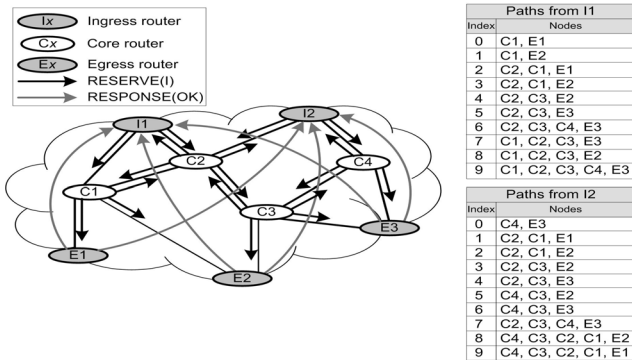 Ix Ingress router
Cx Core router
Ex Egress router
RESERVE(I)
RESPONSE(OK)
I1
I2
C2
C4
C1
C3
E3
E1
E2
Paths from I1
Index Nodes
0 C1, E1
1 C1, E2
2 C2, C1, E1
3 C2, C1, E2
4 C2, C3, E2
5 C2, C3, E3
6 C2, C3, C4, E3
7 C1, C2, C3, E3
8 C1, C2, C3, E2
9 C1, C2, C3, C4, E3
Paths from I2
Index Nodes
0 C4, E3
1 C2, C1, E1
2 C2, C1, E2
3 C2, C3, E2
4 C2, C3, E3
5 C4, C3, E2
6 C4, C3, E3
7 C2, C3, C4, E3
8 C4, C3, C2, C1, E2
9 C4, C3, C2, C1, E1